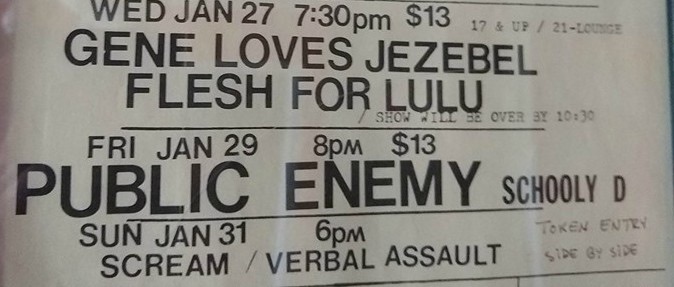 WED JAN 27 7:30pm $13 17 & UP / 21-LOUNGE
GENE LOVES JEZEBEL
FLESH FOR LULU
/ SHOW WILL BE OVER BY 10:30
FRI JAN 29 8PM $13
PUBLIC ENEMY SCHOOLY D
SUN JAN 31 6PM TOKEN ENTRY
SCREAM / VERBAL ASSAULT SIDE BY SIDE